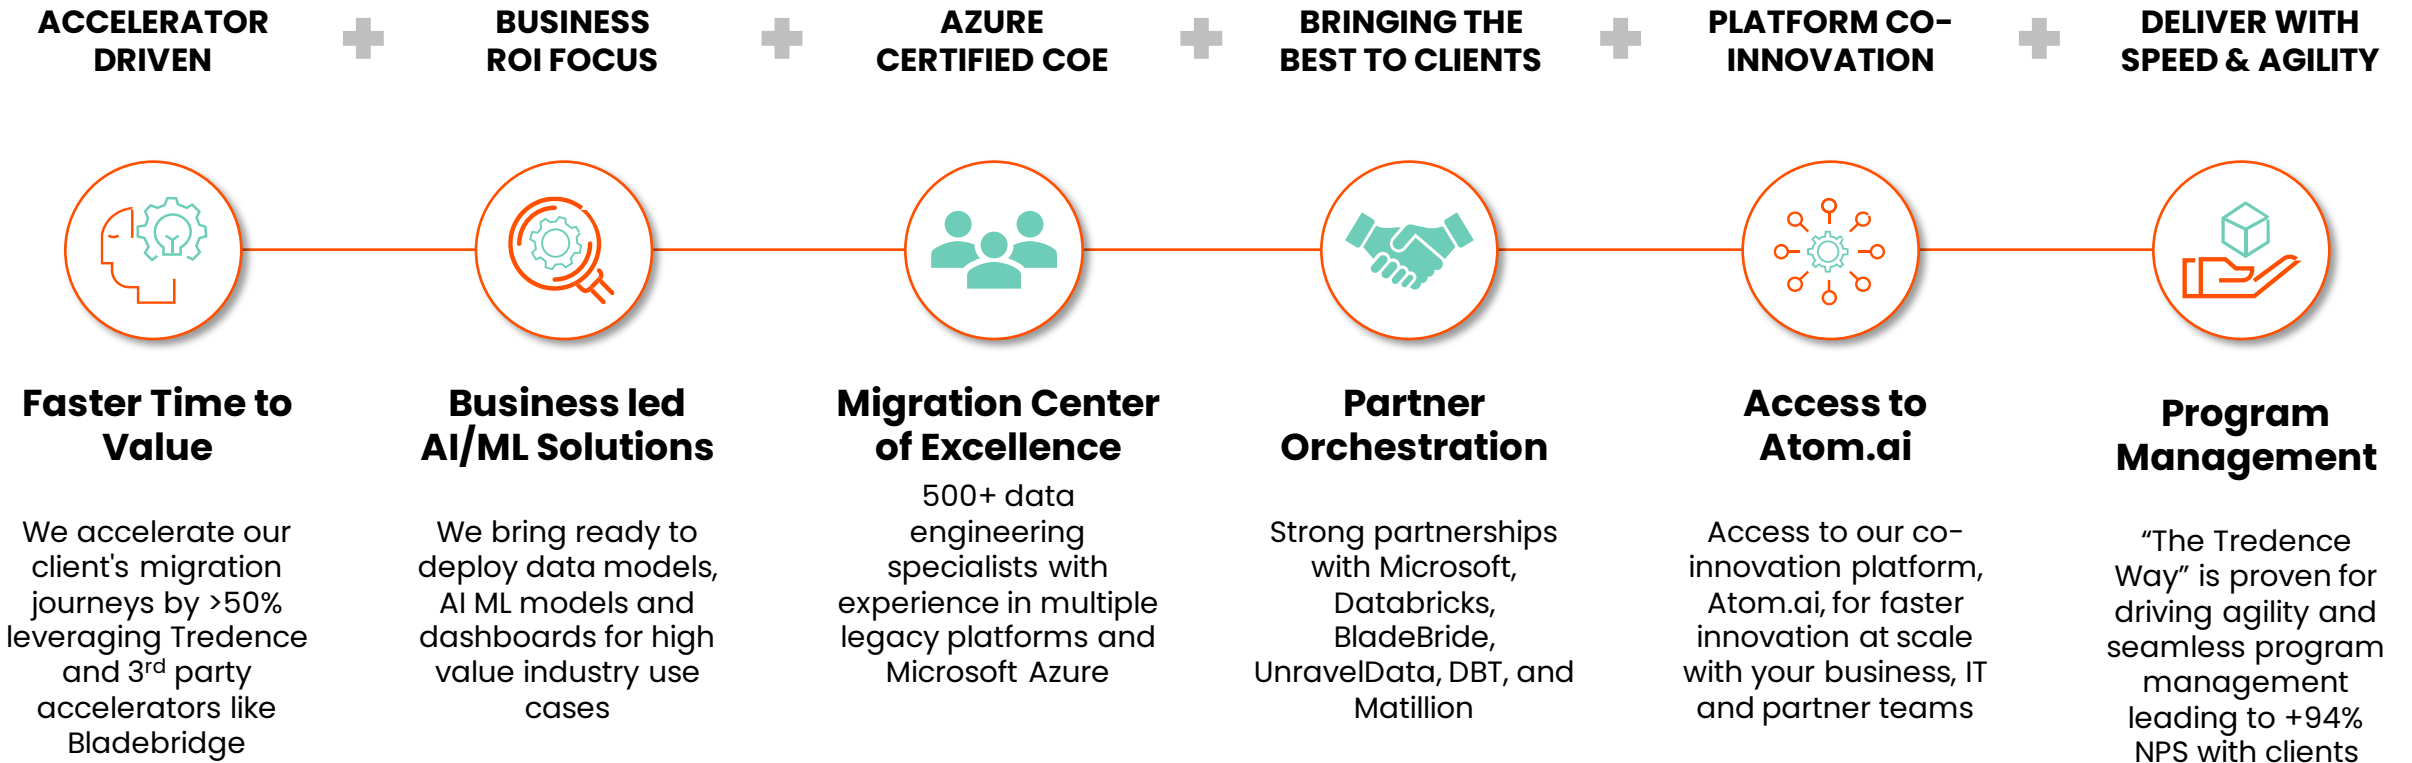 ACCELERATOR
DRIVEN
BUSINESS
ROI FOCUS
AZURE
CERTIFIED COE
BRINGING THE
BEST TO CLIENTS
PLATFORM CO-
INNOVATION
DELIVER WITH
SPEED & AGILITY
Faster Time to
Value
We accelerate our
client's migration
journeys by >50%
leveraging Tredence
and 3rd party
accelerators like
Bladebridge
Business led
AI/ML Solutions
We bring ready to
deploy data models,
AI ML models and
dashboards for high
value industry use
cases
Migration Center
of Excellence
500+ data
engineering
specialists with
experience in multiple
legacy platforms and
Microsoft Azure
Partner
Orchestration
Strong partnerships
with Microsoft,
Databricks,
BladeBride,
UnravelData, DBT, and
Matillion
Access to
Atom.ai
Access to our co-
innovation platform,
Atom.ai, for faster
innovation at scale
with your business, IT
and partner teams
Program
Management
“The Tredence
Way” is proven for
driving agility and
seamless program
management
leading to +94%
NPS with clients